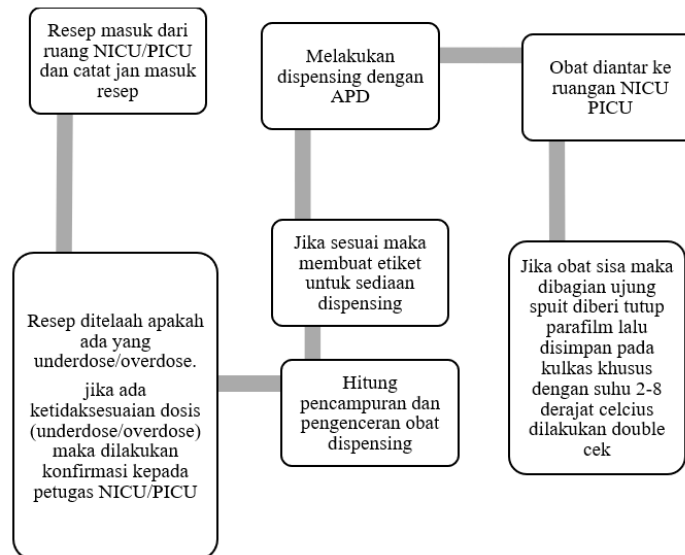 Resep masuk dari
ruang NICU/PICU
dan catat jan masuk
resep
Resep ditelaah apakah
ada yang
underdose/overdose.
jika ada
ketidaksesuaian dosis
(underdose/overdose)
maka dilakukan
konfirmasi kepada
petugas NICU/PICU
Hitung
pencampuran dan
pengenceran obat
dispensing
Jika sesuai maka
membuat etiket
untuk sediaan
dispensing
Melakukan
dispensing dengan
APD
Obat diantar ke
ruangan NICU
PICU
Jika obat sisa maka
dibagian ujung
spuit diberi tutup
parafilm lalu
disimpan pada
kulkas khusus
dengan suhu 2-8
derajat celcius
dilakukan double
cek